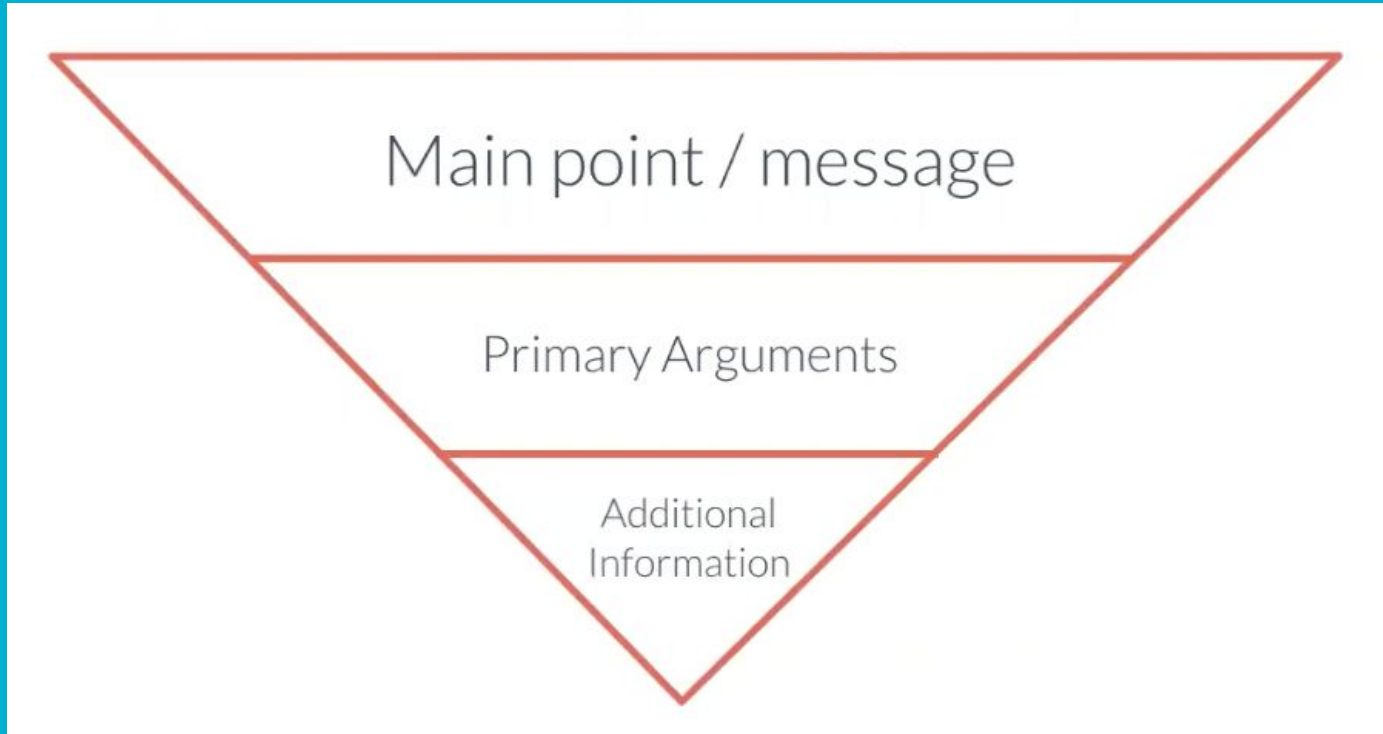 Main point / message
Primary Arguments
Additional
Information